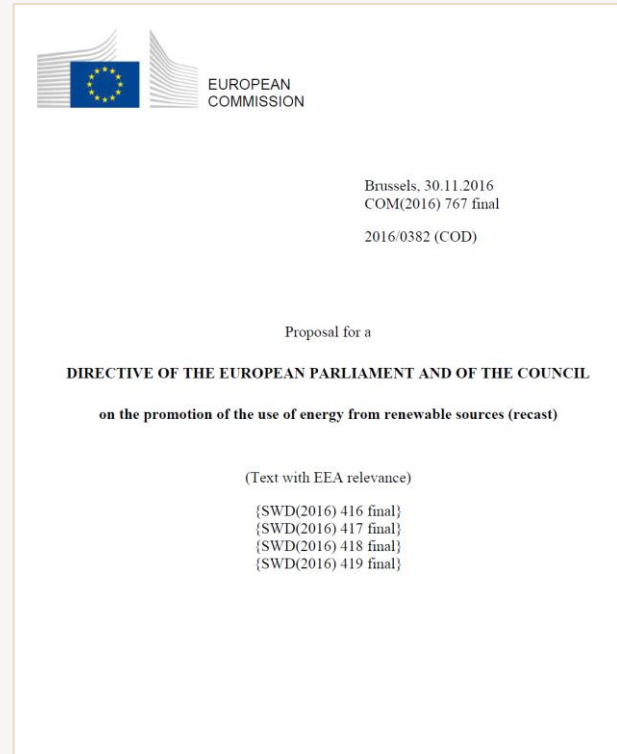 EUROPEAN
COMMISSION
Brussels, 30.11.2016
COM(2016) 767 final
2016/0382 (COD)
Proposal for a
DIRECTIVE OF THE EUROPEAN PARLIAMENT AND OF THE COUNCIL
on the promotion of the use of energy from renewable sources (recast)
(Text with EEA relevance)
{SWD(2016) 416 final}
{SWD(2016) 417 final}
{SWD(2016) 418 final}
{SWD(2016) 419 final}